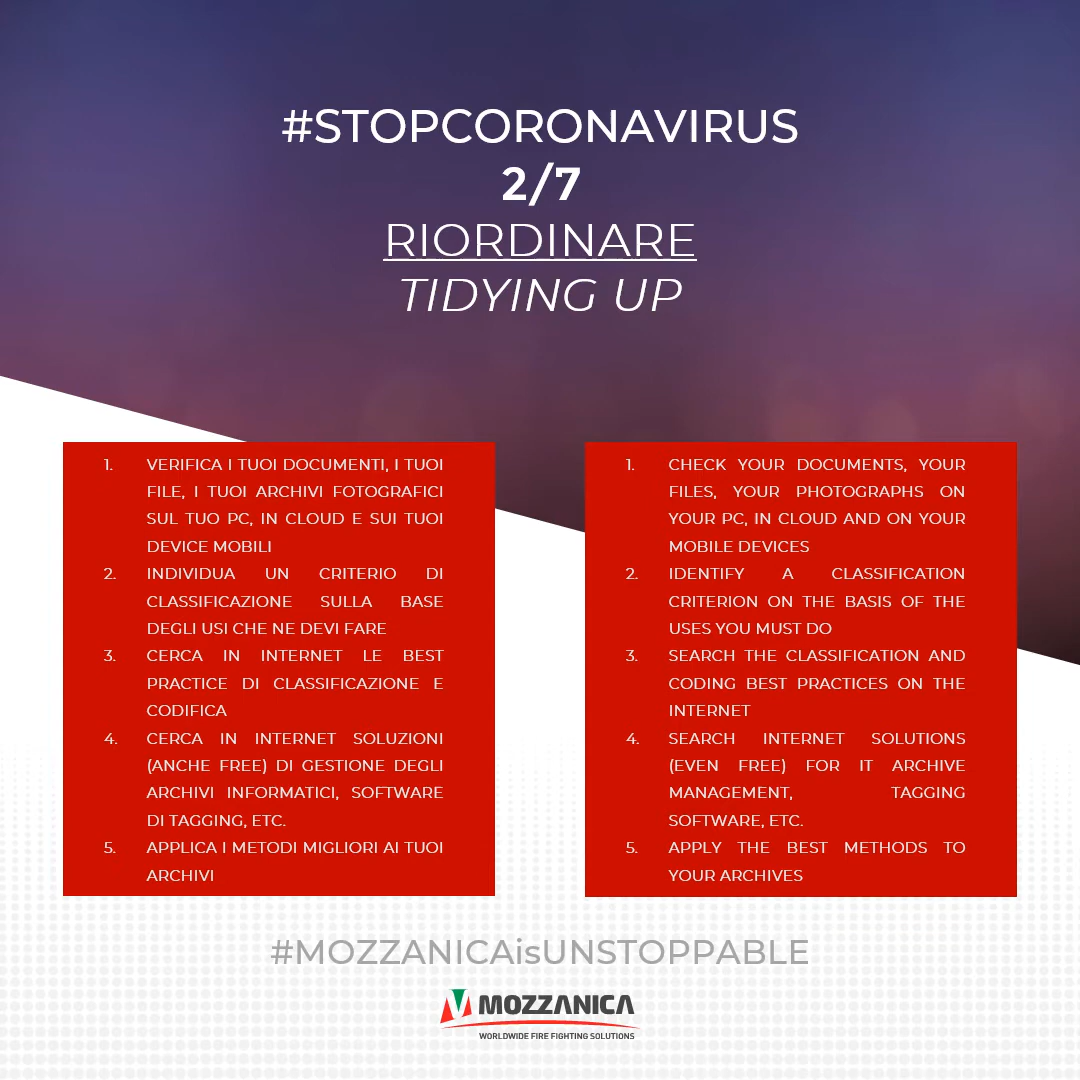 #STOPCORONAVIRUS
2/7
RIORDINARE
TIDYING UP
1. VERIFICA I TUOI DOCUMENTI, I TUOI
FILE, I TUOI ARCHIVI FOTOGRAFICI
SUL TUO PC, IN CLOUD E SUI TUOI
DEVICE MOBILI
2. INDIVIDUA UN CRITERIO DI
CLASSIFICAZIONE SULLA BASE
DEGLI USI CHE NE DEVI FARE
3. CERCA IN INTERNET LE BEST
PRACTICE DI CLASSIFICAZIONE E
CODIFICA
4. CERCA IN INTERNET SOLUZIONI
(ANCHE FREE) DI GESTIONE DEGLI
ARCHIVI INFORMATICI, SOFTWARE
DI TAGGING, ETC.
5. APPLICA I METODI MIGLIORI AI TUOI
ARCHIVI
1. CHECK YOUR DOCUMENTS, YOUR
FILES, YOUR PHOTOGRAPHS ON
YOUR PC, IN CLOUD AND ON YOUR
MOBILE DEVICES
2. IDENTIFY A CLASSIFICATION
CRITERION ON THE BASIS OF THE
USES YOU MUST DO
3. SEARCH THE CLASSIFICATION AND
CODING BEST PRACTICES ON THE
INTERNET
4. SEARCH INTERNET SOLUTIONS
(EVEN FREE) FOR IT ARCHIVE
MANAGEMENT, TAGGING
SOFTWARE, ETC.
5. APPLY THE BEST METHODS TO
YOUR ARCHIVES
#MOZZANICAisUNSTOPPABLE
MOZZANICA
WORLDWIDE FIRE FIGHTING SOLUTIONS